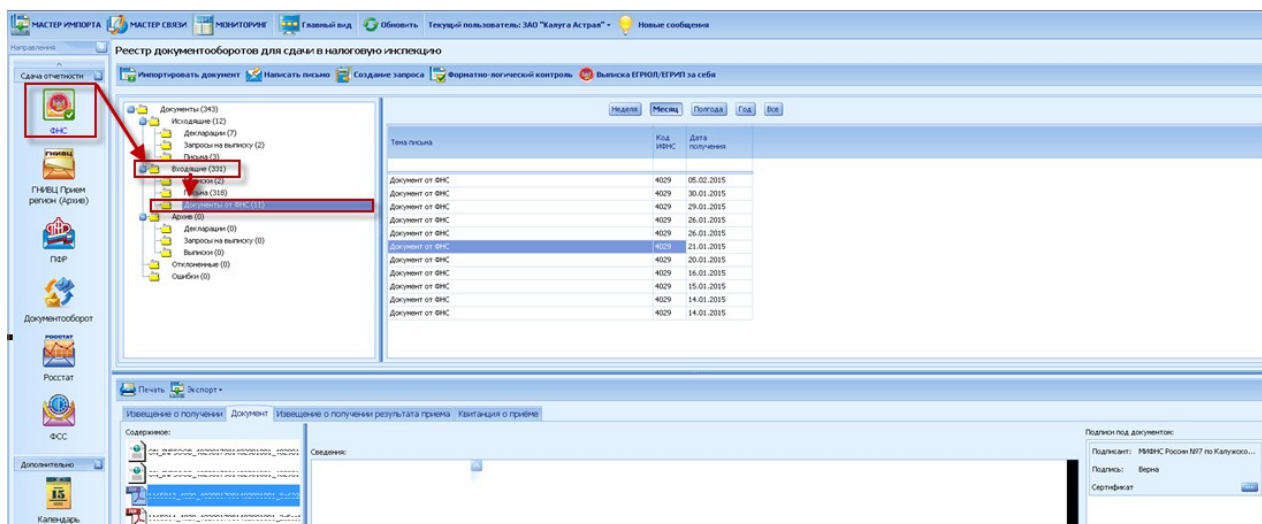 МАСТЕР ИМПОРТА МАСТЕР СВЯЗИ МОНИТОРИНГ Главный вид Обновить Текущий пользователь: ЗАО "Калуга Астрал" Новые сообщения
Направления
Реестр документооборотов для сдачи в налоговую инспекцию
Сдача отчетности
Импортировать документ Написать письмо Создание запроса Форматно-логический контроль Выписка ЕГРЮЛ/ЕГРИП за себя
ФНС
ГНИВЦ
ГНИВЦ Прием регион (Архив)
ПФР
Документооборот
РОССТАТ
Росстат
ФСС
Дополнительно
15
Календарь
Документы (343)
Исходящие (12)
Декларации (7)
Запросы на выписку (2)
Письма (3)
Входящие (331)
(2)
(318)
Документы от ФНС (11)
Архив (0)
Декларации (0)
Запросы на выписку (0)
Выписки (0)
Отклоненные (0)
Ошибки (0)
Неделя Месяц Полгода Год Все
Тема письма Код ИФНС Дата получения
Документ от ФНС 4029 05.02.2015
Документ от ФНС 4029 30.01.2015
Документ от ФНС 4029 29.01.2015
Документ от ФНС 4029 26.01.2015
Документ от ФНС 4029 26.01.2015
Документ от ФНС 4029 21.01.2015
Документ от ФНС 4029 20.01.2015
Документ от ФНС 4029 16.01.2015
Документ от ФНС 4029 15.01.2015
Документ от ФНС 4029 14.01.2015
Документ от ФНС 4029 14.01.2015
Печать Экспорт
Извещение о получении Документ Извещение о получении результата приема Квитанция о приёме
Содержимое:
Сведения:
Подписи под документом:
Подписант: МИФНС России №7 по Калужско...
Подпись: Верна
Сертификат